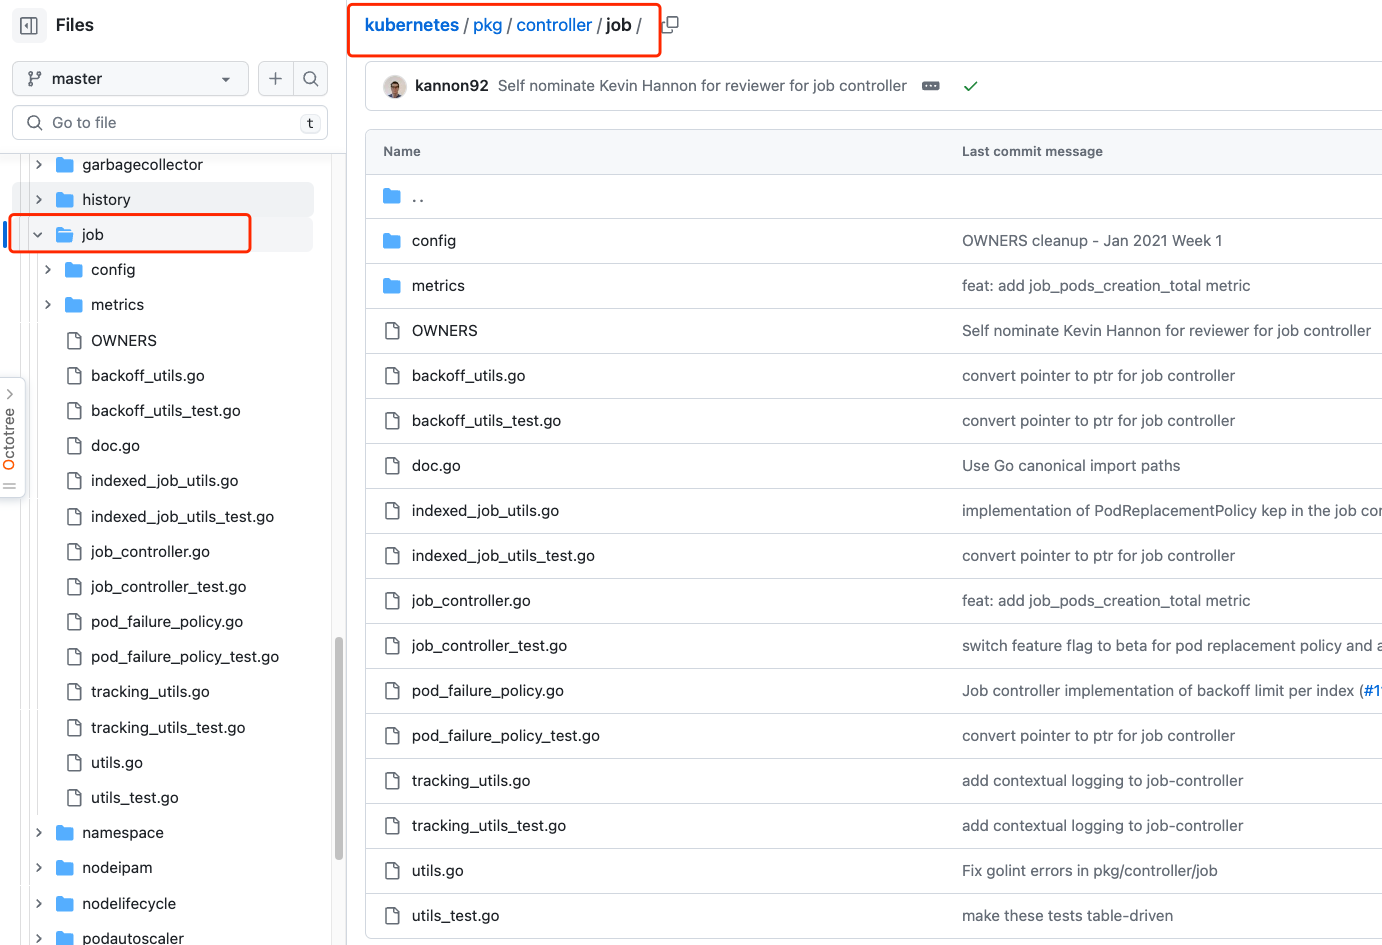 Files
master
Go to file
t
garbagecollector
history
job
config
metrics
OWNERS
backoff_utils.go
backoff_utils_test.go
doc.go
indexed_job_utils.go
indexed_job_utils_test.go
job_controller.go
job_controller_test.go
pod_failure_policy.go
pod_failure_policy_test.go
tracking_utils.go
tracking_utils_test.go
utils.go
utils_test.go
namespace
nodeipam
nodelifecycle
podautoscaler
Octotree
kubernetes / pkg / controller / job /
kannon92 Self nominate Kevin Hannon for reviewer for job controller
Name Last commit message
..
config OWNERS cleanup - Jan 2021 Week 1
metrics feat: add job_pods_creation_total metric
OWNERS Self nominate Kevin Hannon for reviewer for job controller
backoff_utils.go convert pointer to ptr for job controller
backoff_utils_test.go convert pointer to ptr for job controller
doc.go Use Go canonical import paths
indexed_job_utils.go implementation of PodReplacementPolicy kep in the job
indexed_job_utils_test.go convert pointer to ptr for job controller
job_controller.go feat: add job_pods_creation_total metric
job_controller_test.go switch feature flag to beta for pod replacement policy and
pod_failure_policy.go Job controller implementation of backoff limit per index
pod_failure_policy_test.go convert pointer to ptr for job controller
tracking_utils.go add contextual logging to job-controller
tracking_utils_test.go add contextual logging to job-controller
utils.go Fix golint errors in pkg/controller/job
utils_test.go make these tests table-driven